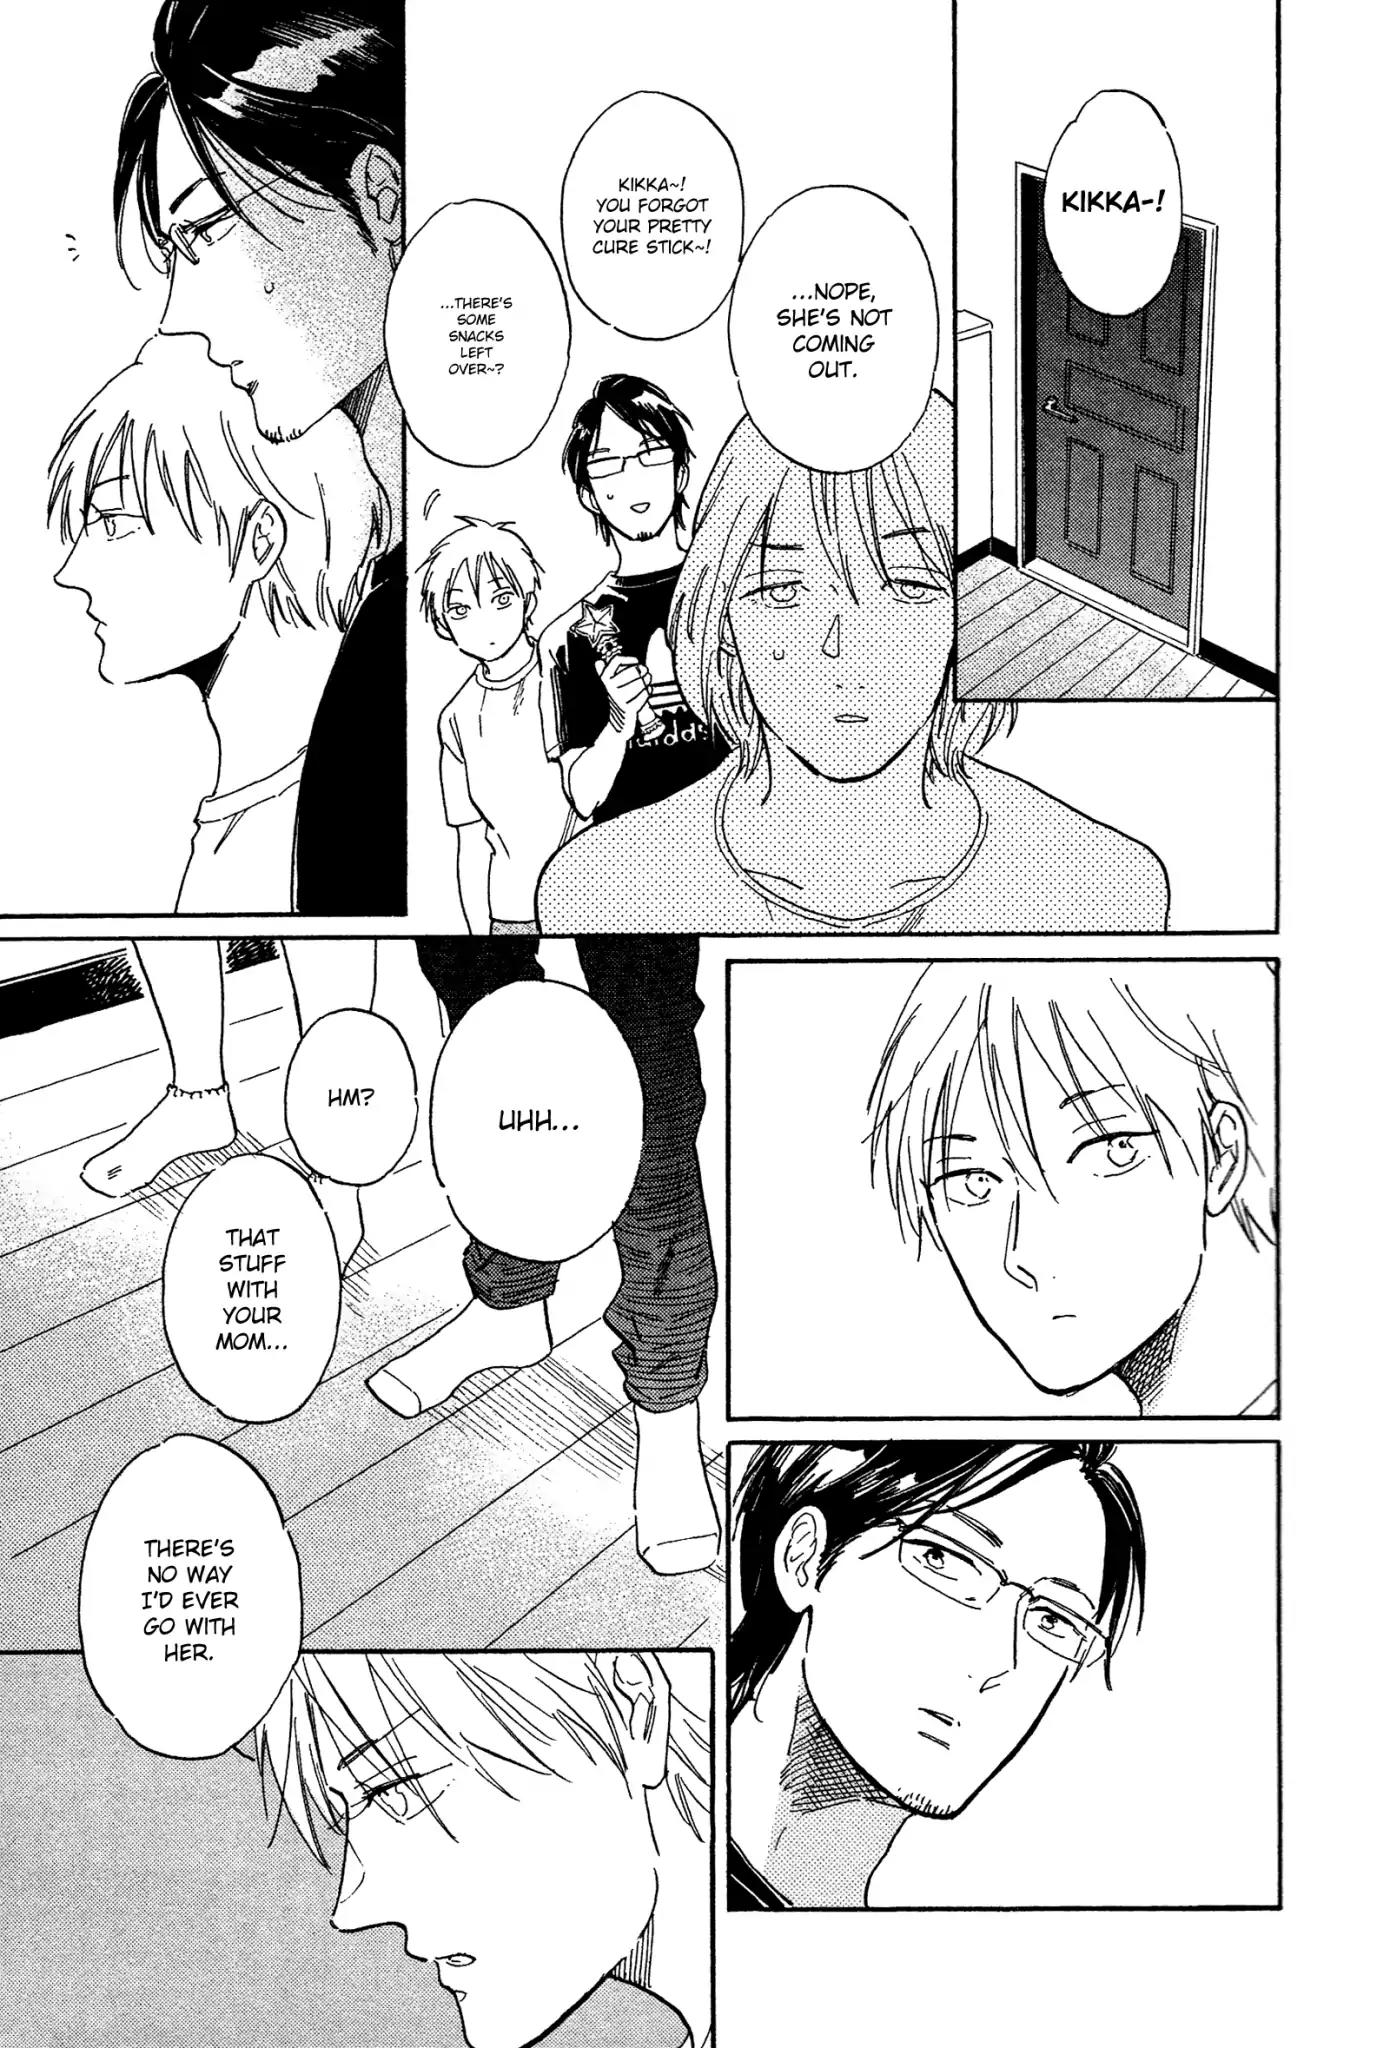 KIKKA-!
...NOPE,
SHE'S NOT
COMING
OUT.
KIKKA~!
YOU FORGOT
YOUR PRETTY
CURE STICK~!
...THERE'S
SOME
SNACKS
LEFT
OVER~?
UHH...
HM?
THAT
STUFF
WITH
YOUR
MOM...
THERE'S
NO WAY
I'D EVER
GO WITH
HER.